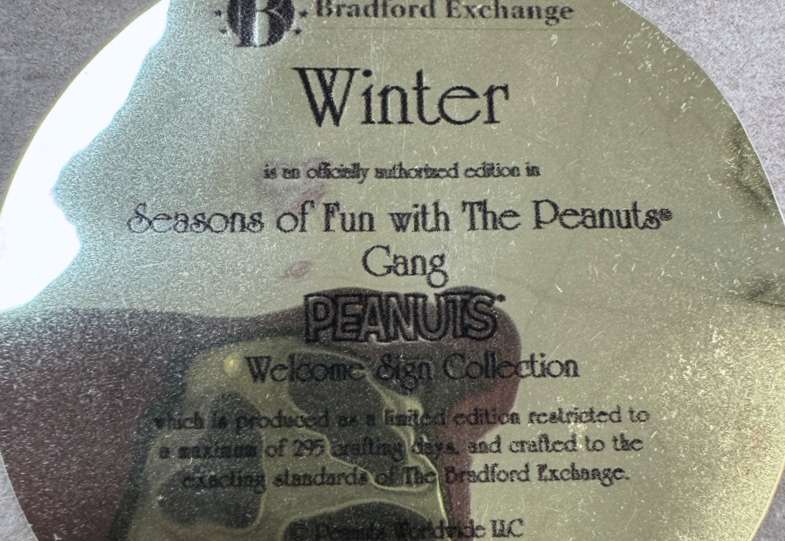 B Bradford Exchange
Winter
is an officially authorized edition in
Seasons of Fun with The Peanuts®
Gang
PEANUTS
Welcome Sign Collection
which is produced as a limited edition restricted to
a maximum of 295 crafting days, and crafted to the
exacting standards of The Bradford Exchange.
© Peanuts Worldwide LLC